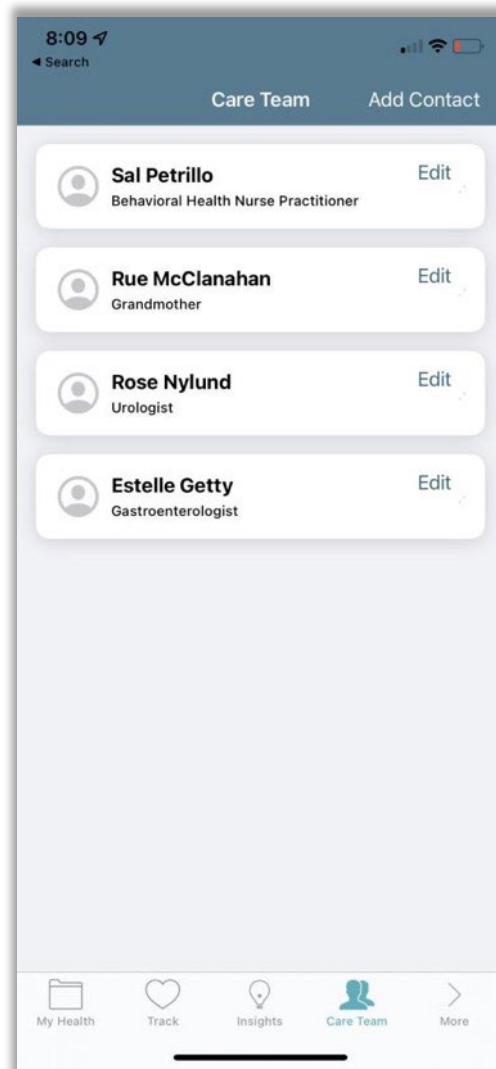 8:09
Search
Care Team
Add Contact
Sal Petrillo
Edit
Behavioral Health Nurse Practitioner
Rue McClanahan
Edit
Grandmother
Rose Nylund
Edit
Urologist
Estelle Getty
Edit
Gastroenterologist
My Health
Track
Insights
Care Team
More